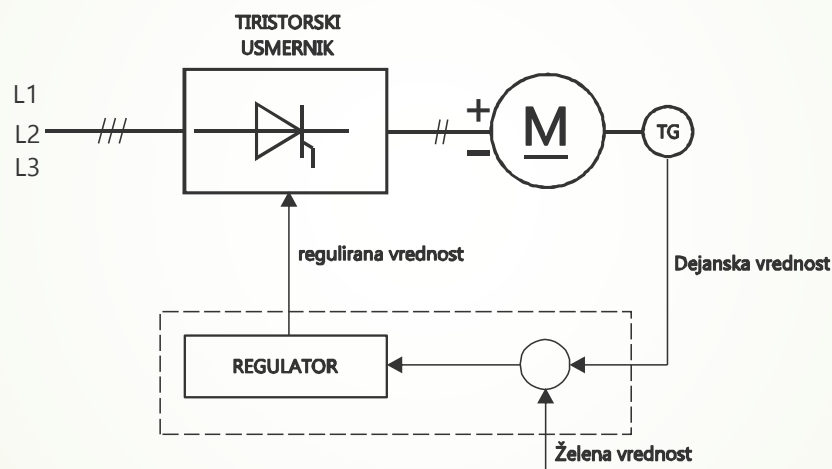 TIRISTORSKI
USMERNIK
L1
L2
L3
+
−
M
TG
regulirana vrednost
Dejanska vrednost
REGULATOR
Želena vrednost